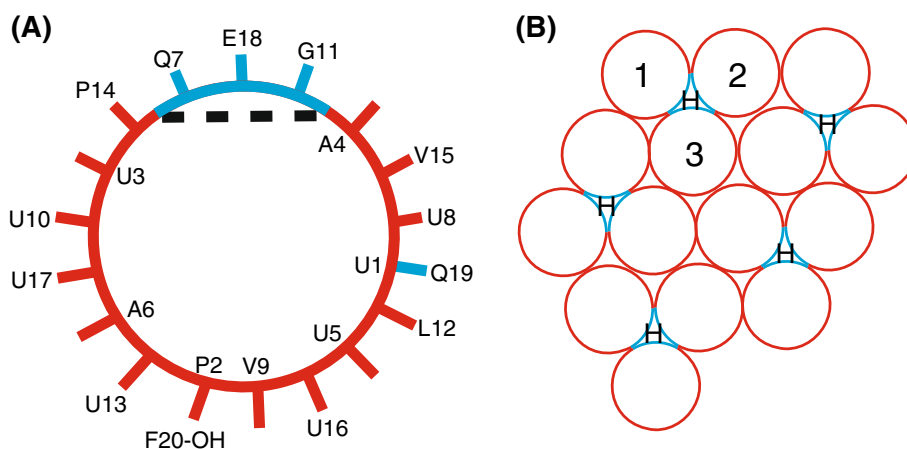 (A)
(B)
E18
Q7
G11
P14
A4
U3
V15
U10
U8
U17
U1
Q19
A6
U5
L12
P2
V9
U13
U16
F20-OH
1
2
H
H
3
H
H
H